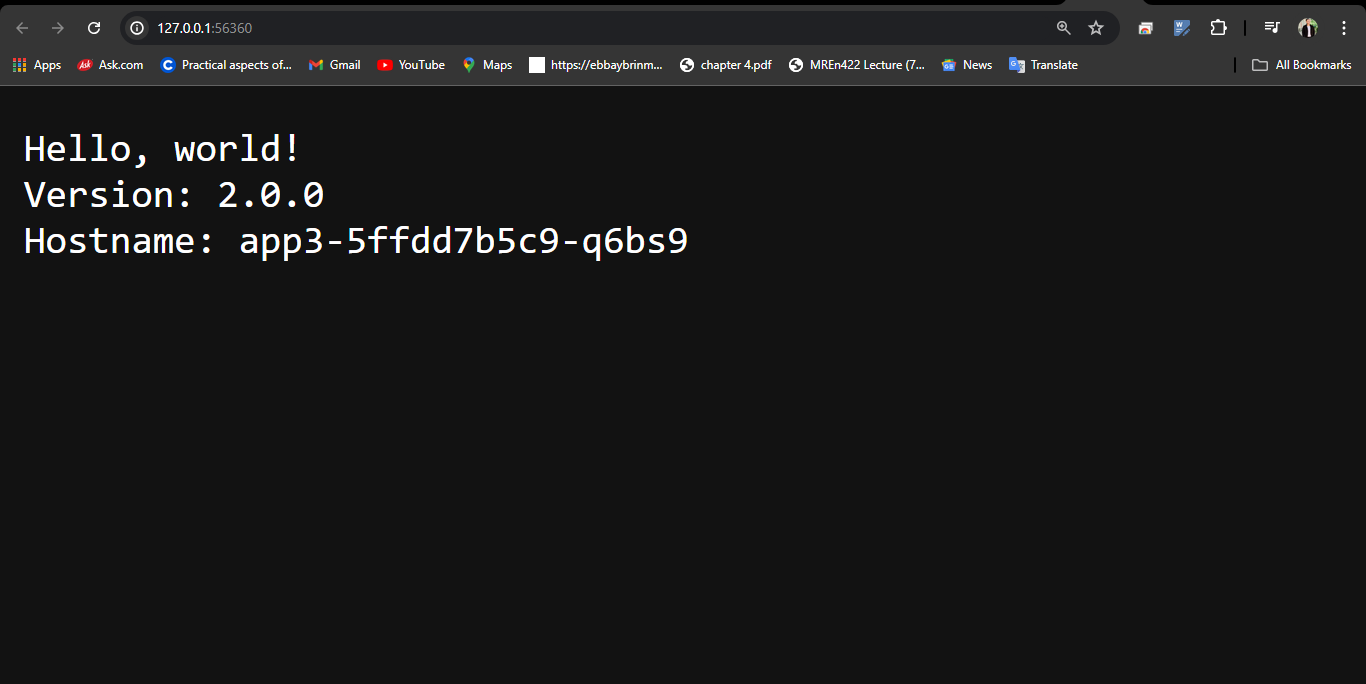 127.0.0.1:56360
Apps
Ask Ask.com
C Practical aspects of...
Gmail
YouTube
Maps
https://ebbaybrinm...
chapter 4.pdf
MREn422 Lecture (7...
News
Translate
All Bookmarks
Hello, world!
Version: 2.0.0
Hostname: app3-5ffdd7b5c9-q6bs9